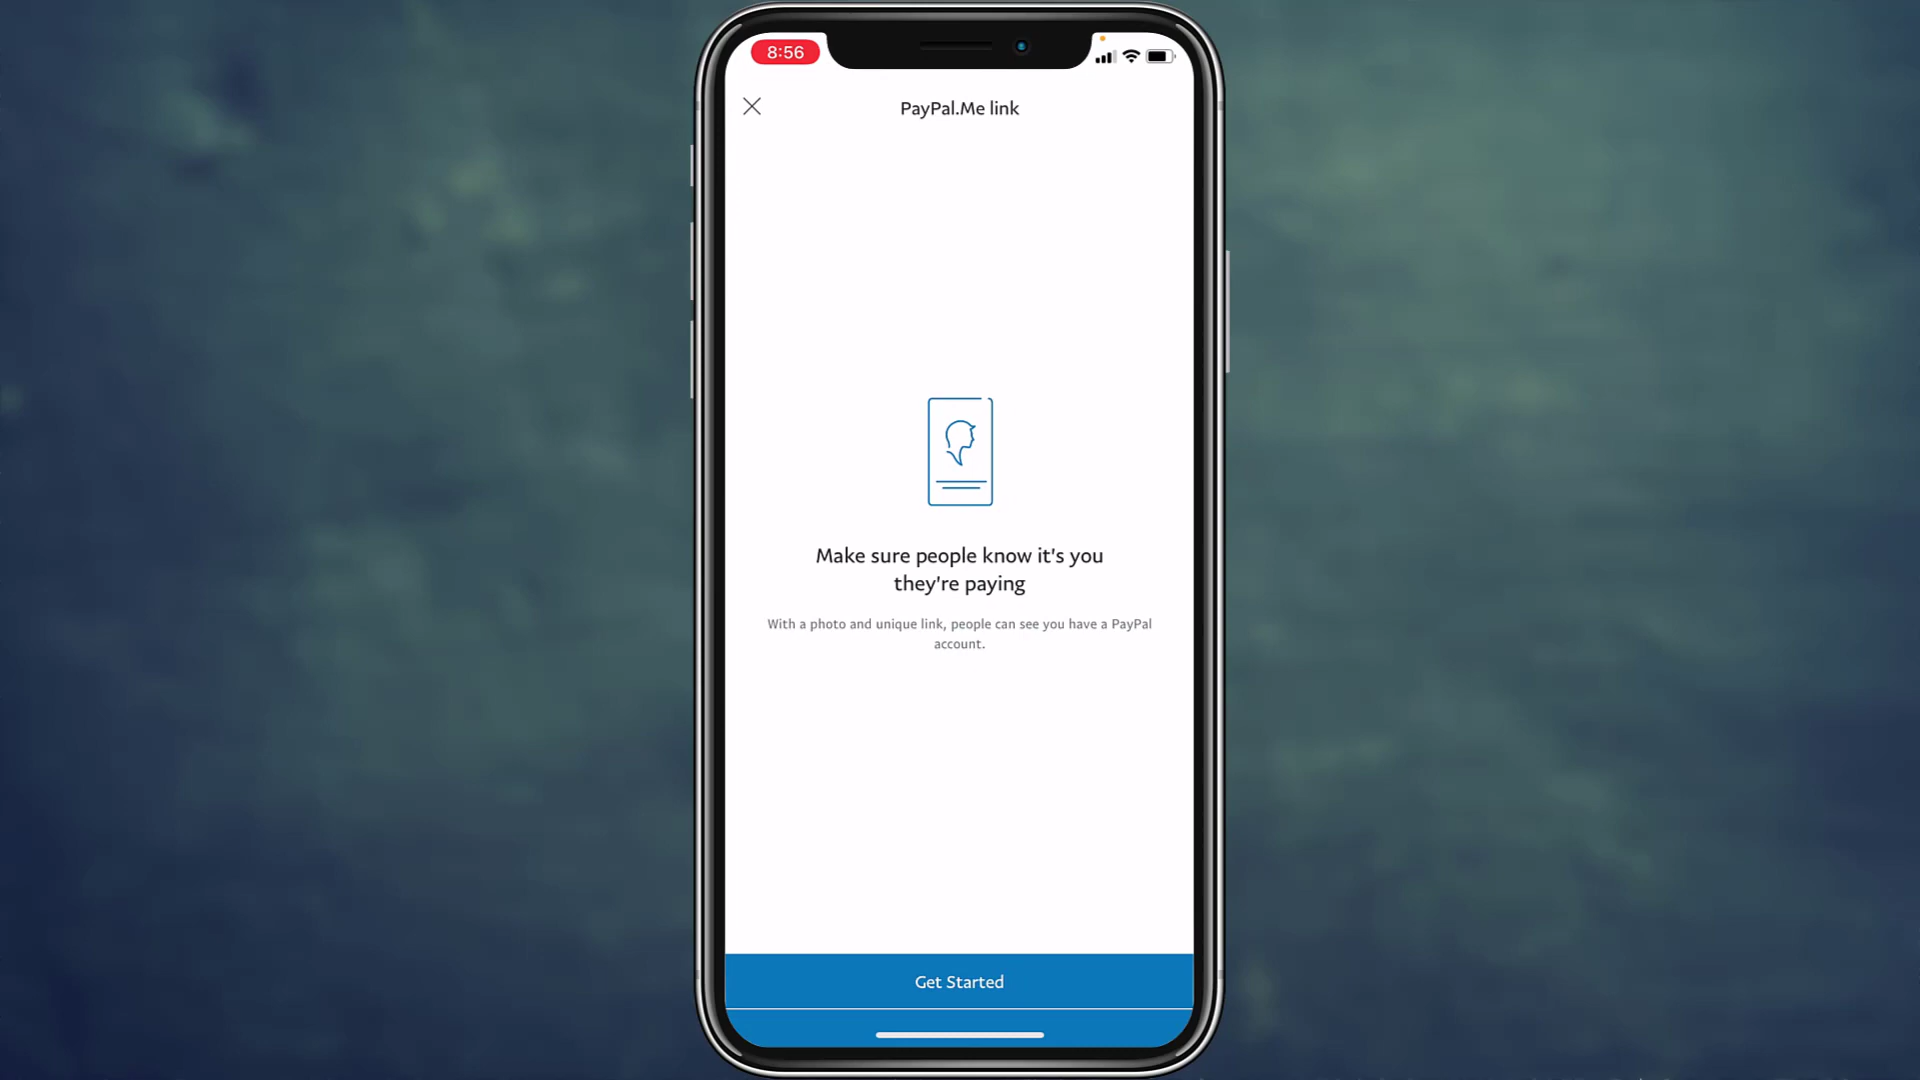 8:56
PayPal.Me link
Make sure people know it's you
they're paying
With a photo and unique link, people can see you have a PayPal
account.
Get Started